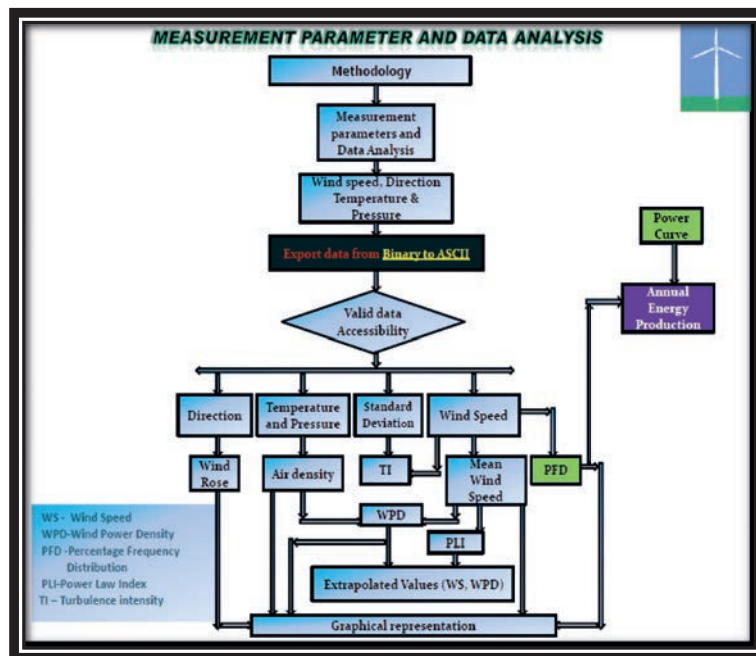 MEASUREMENT PARAMETER AND DATA ANALYSIS
Methodology
Measurement
parameters and
Data Analysis
Wind speed, Direction
Temperature &
Pressure
Export data from Binary to ASCII
Valid data
Accessibility
Power
Curve
Annual
Energy
Production
Direction
Temperature
and Pressure
Standard
Deviation
Wind Speed
Wind
Rose
Air density
TI
Mean
Wind
Speed
PFD
WPD
PLI
Extrapolated Values (WS, WPD)
Graphical representation
WS - Wind Speed
WPD-Wind Power Density
PFD -Percentage Frequency
Distribution
PLI-Power Law Index
TI – Turbulence intensity